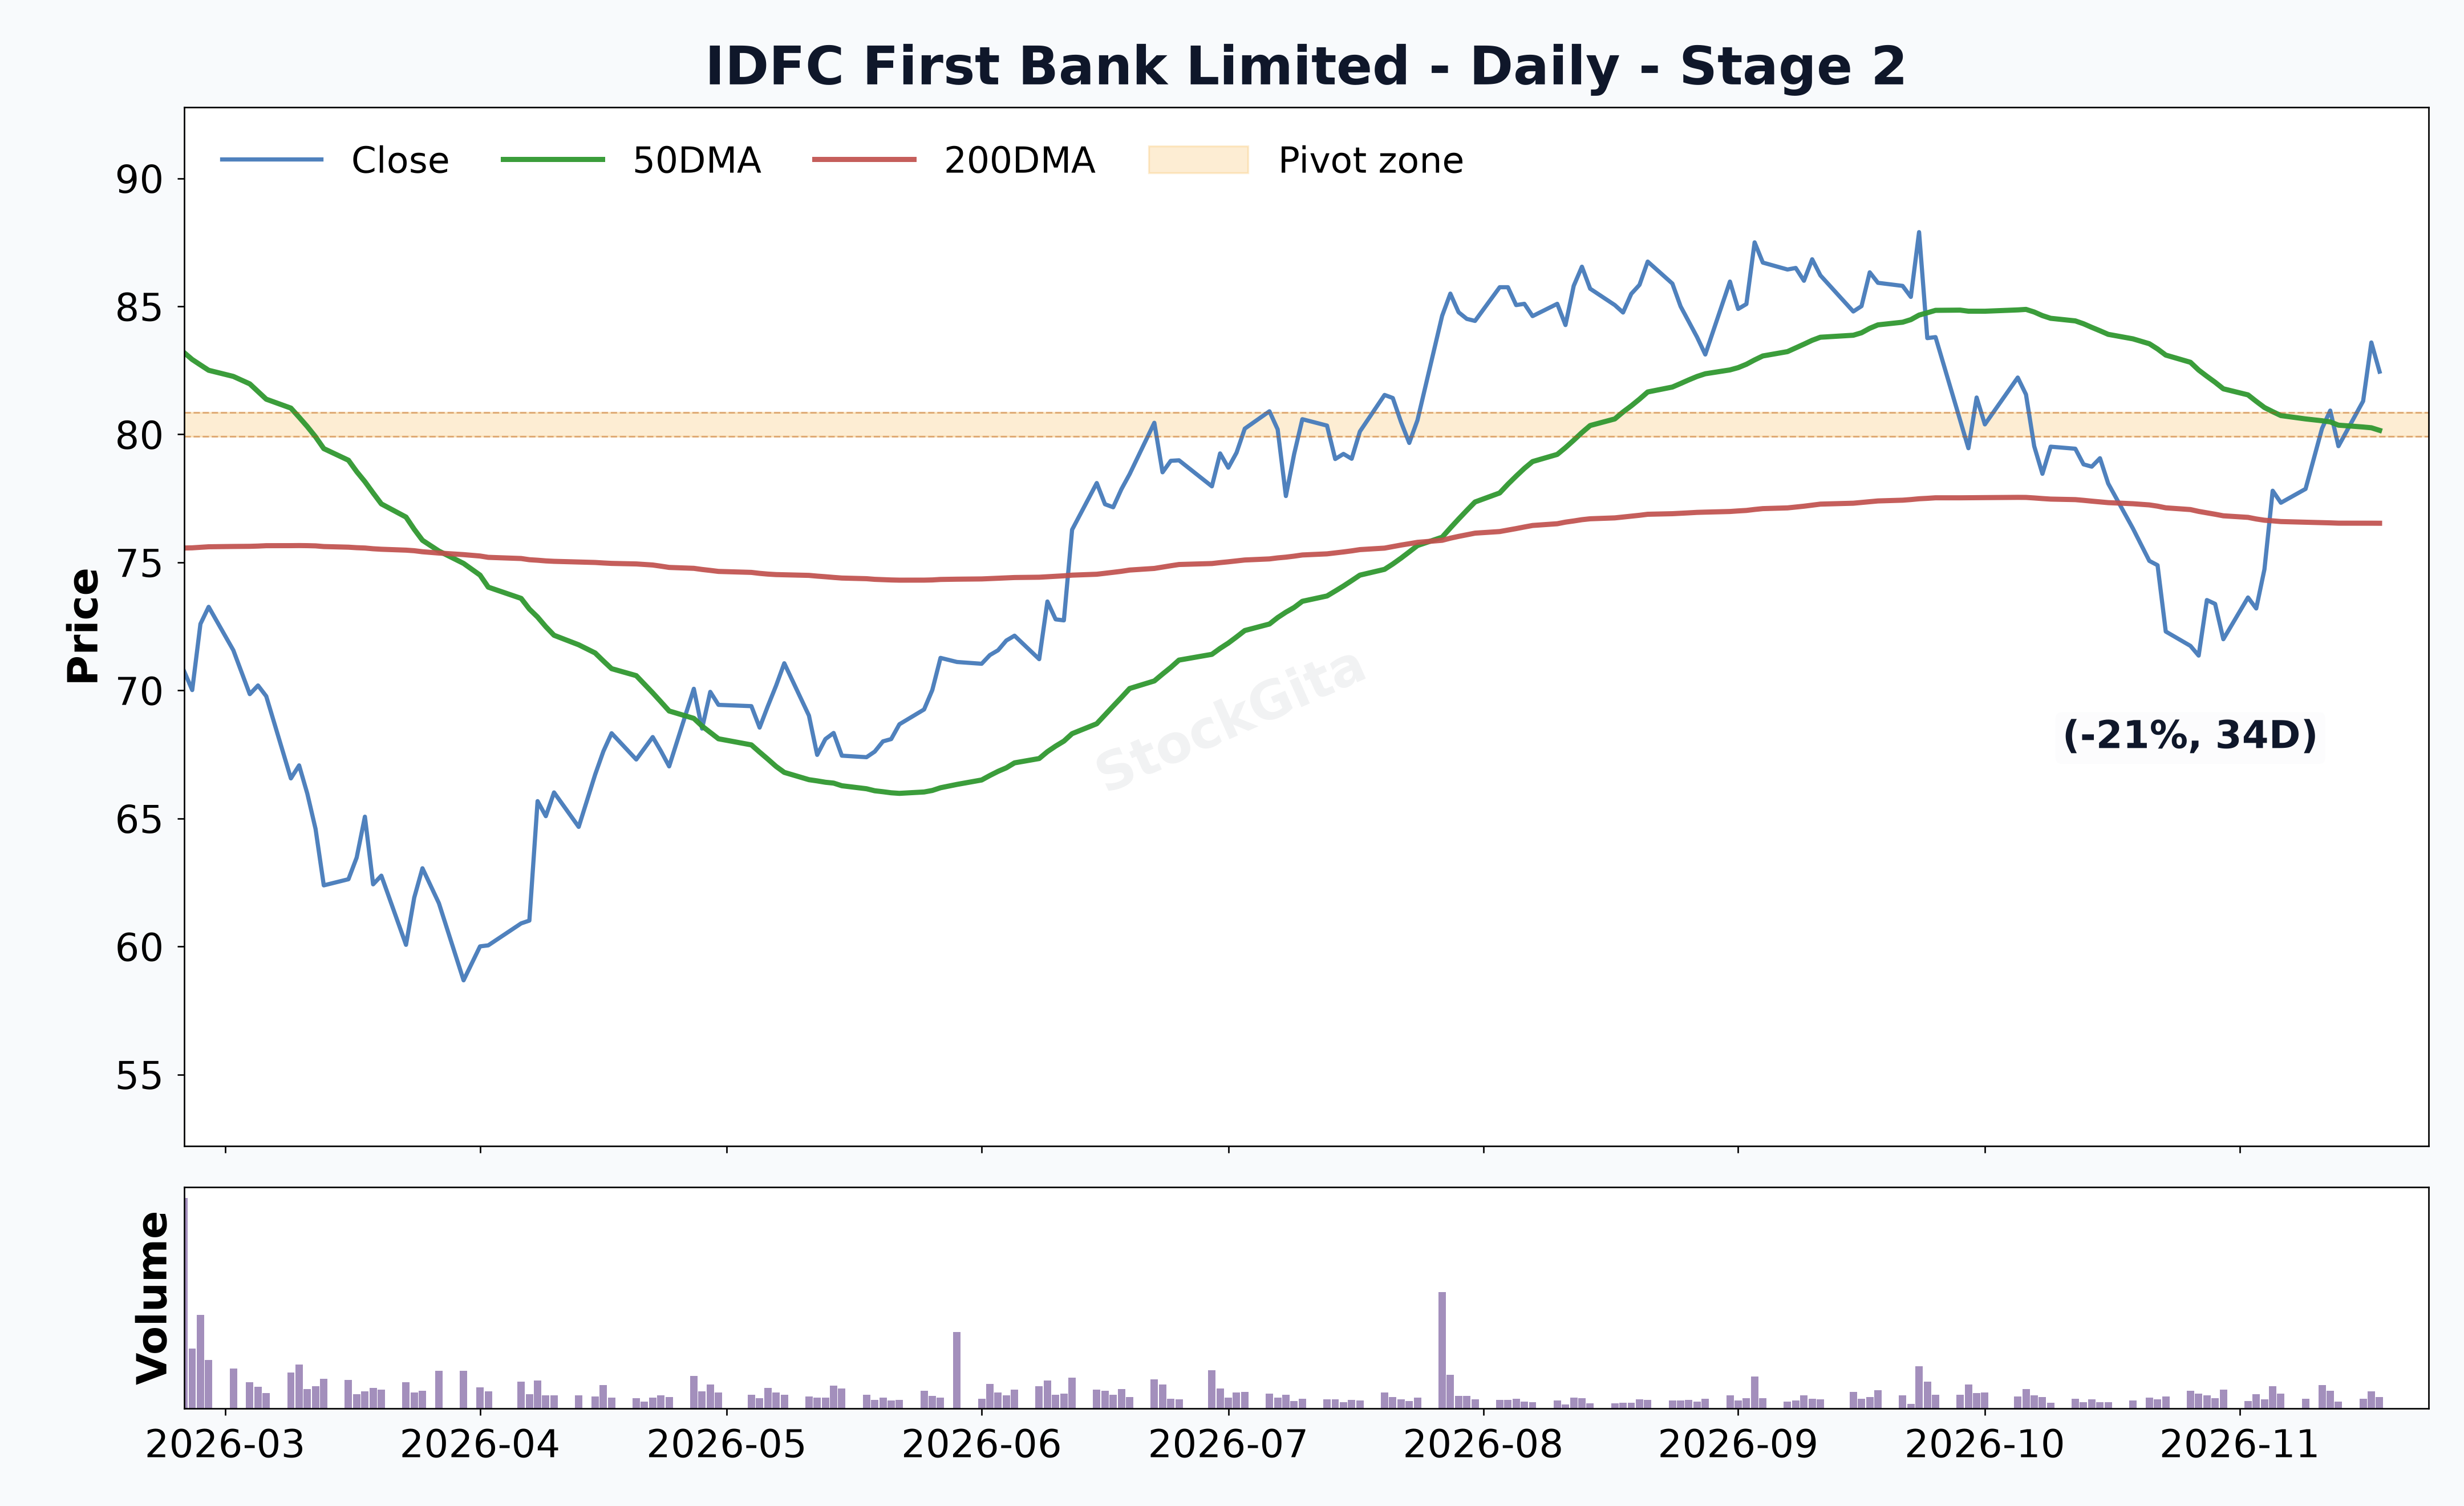 IDFC First Bank Limited - Daily - Stage 2
Close
50DMA
200DMA
Pivot zone
90
85
80
75
70
65
60
55
Price
StockGita
(-21%, 34D)
Volume
2026-03
2026-04
2026-05
2026-06
2026-07
2026-08
2026-09
2026-10
2026-11